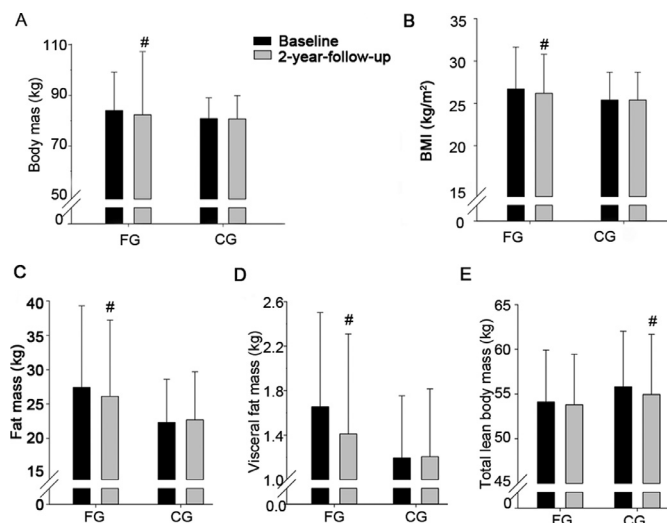 A
Body mas (kg)
110
90
70
50
0
#
FG
CG
Baseline
2-year-follow-up
B
BMI (kg/m²)
35
30
25
20
15
0
#
FG
CG
C
Fat mass (kg)
40
35
30
25
20
15
0
#
FG
CG
D
Visceral fat mass (kg)
2.6
2.2
1.8
1.4
1.0
0.0
#
FG
CG
E
Total lean body mass (kg)
65
60
55
50
45
0
#
FG
CG